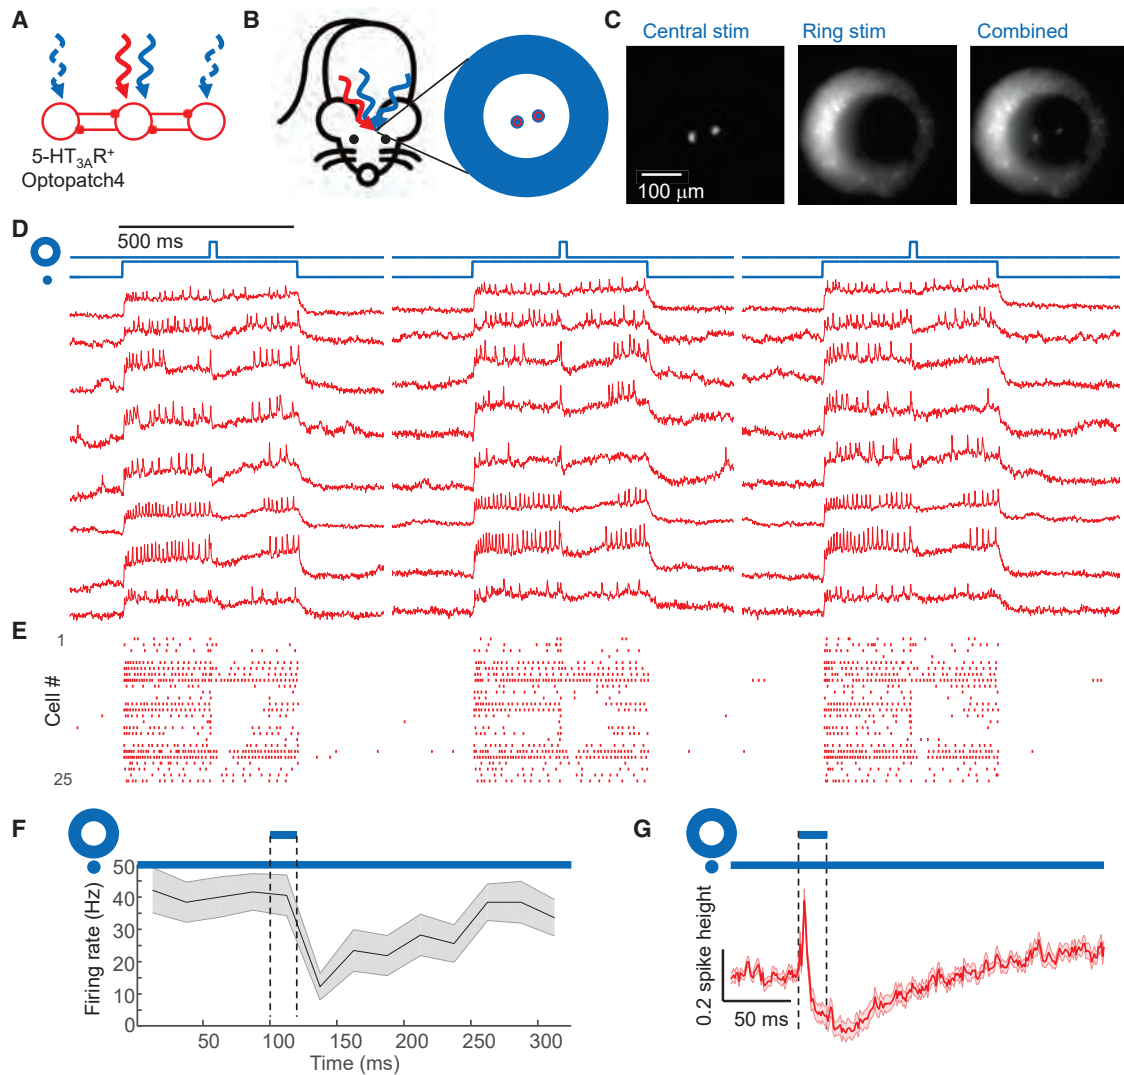 A
B
C
Central stim
Ring stim
Combined
5-HT3AR+
Optopatch4
100 μm
D
500 ms
E
1
Cell #
25
F
G
50
40
30
20
10
0
Firing rate (Hz)
50
100
150
200
250
300
Time (ms)
0.2 spike height
50 ms